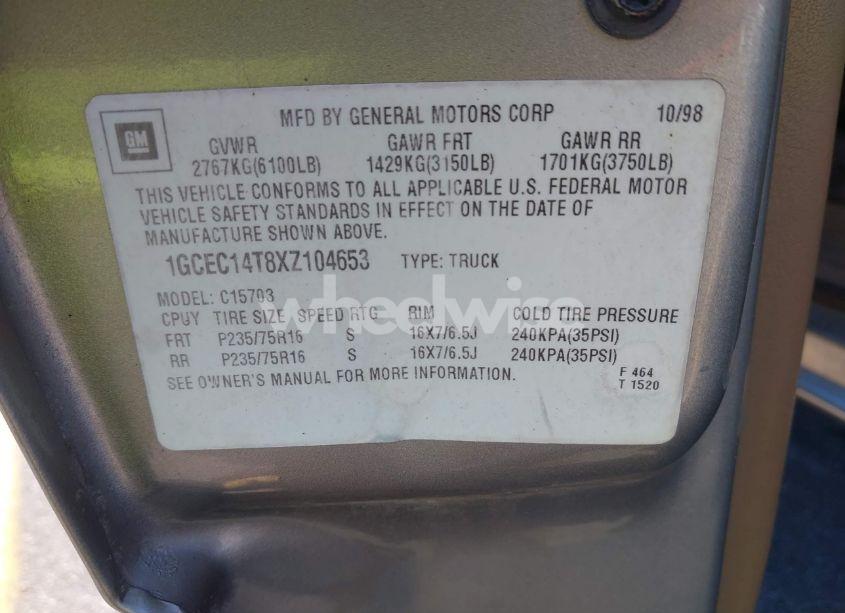 MFD BY GENERAL MOTORS CORP 10/98
GM
GVWR GAWR FRT GAWR RR
2767KG(6100LB) 1429KG(3150LB) 1701KG(3750LB)
THIS VEHICLE CONFORMS TO ALL APPLICABLE U.S. FEDERAL MOTOR
VEHICLE SAFETY STANDARDS IN EFFECT ON THE DATE OF
MANUFACTURE SHOWN ABOVE.
1GCEC14T8XZ104653 TYPE: TRUCK
MODEL: C15703
whedwise
CPUY TIRE SIZE SPEED RTG RIM COLD TIRE PRESSURE
FRT P235/75R16 S 16X7/6.5J 240KPA(35PSI)
RR P235/75R16 S 16X7/6.5J 240KPA(35PSI)
SEE OWNER'S MANUAL FOR MORE INFORMATION.
F 464
T 1520